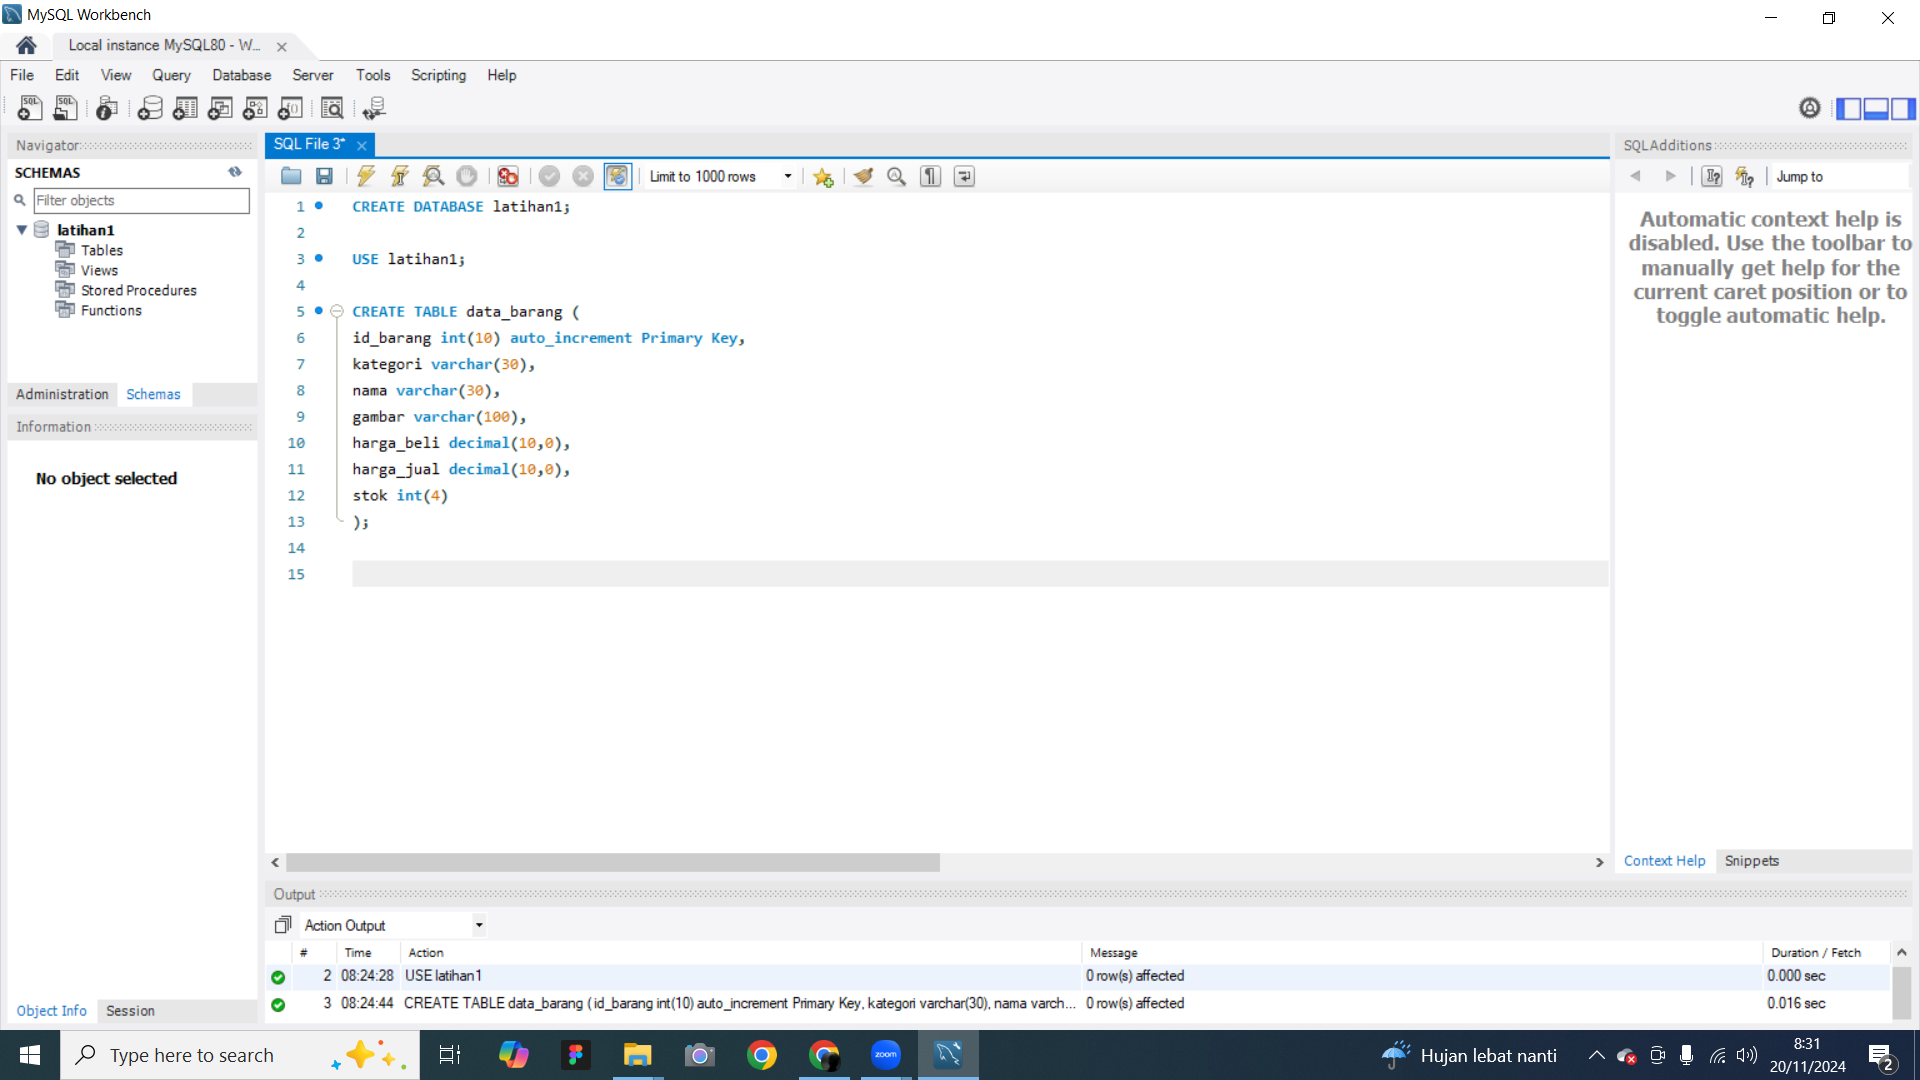 MySQL Workbench
Local instance MySQL80 - W...
File Edit View Query Database Server Tools Scripting Help
Navigator
SCHEMAS
Filter objects
latihan1
Tables
Views
Stored Procedures
Functions
Administration Schemas
Information
No object selected
Object Info Session
SQL File 3*
Limit to 1000 rows
1 CREATE DATABASE latihan1;
2
3 USE latihan1;
4
5 CREATE TABLE data_barang (
6 id_barang int(10) auto_increment Primary Key,
7 kategori varchar(30),
8 nama varchar(30),
9 gambar varchar(100),
10 harga_beli decimal(10,0),
11 harga_jual decimal(10,0),
12 stok int(4)
13 );
14
15
SQLAdditions
Jump to
Automatic context help is
disabled. Use the toolbar to
manually get help for the
current caret position or to
toggle automatic help.
Context Help Snippets
Output
Action Output
# Time Action Message Duration / Fetch
2 08:24:28 USE latihan1 0 row(s) affected 0.000 sec
3 08:24:44 CREATE TABLE data_barang ( id_barang int(10) auto_increment Primary Key, kategori varchar(30), nama varch... 0 row(s) affected 0.016 sec
Type here to search
zoom
Hujan lebat nanti
8:31
20/11/2024
2